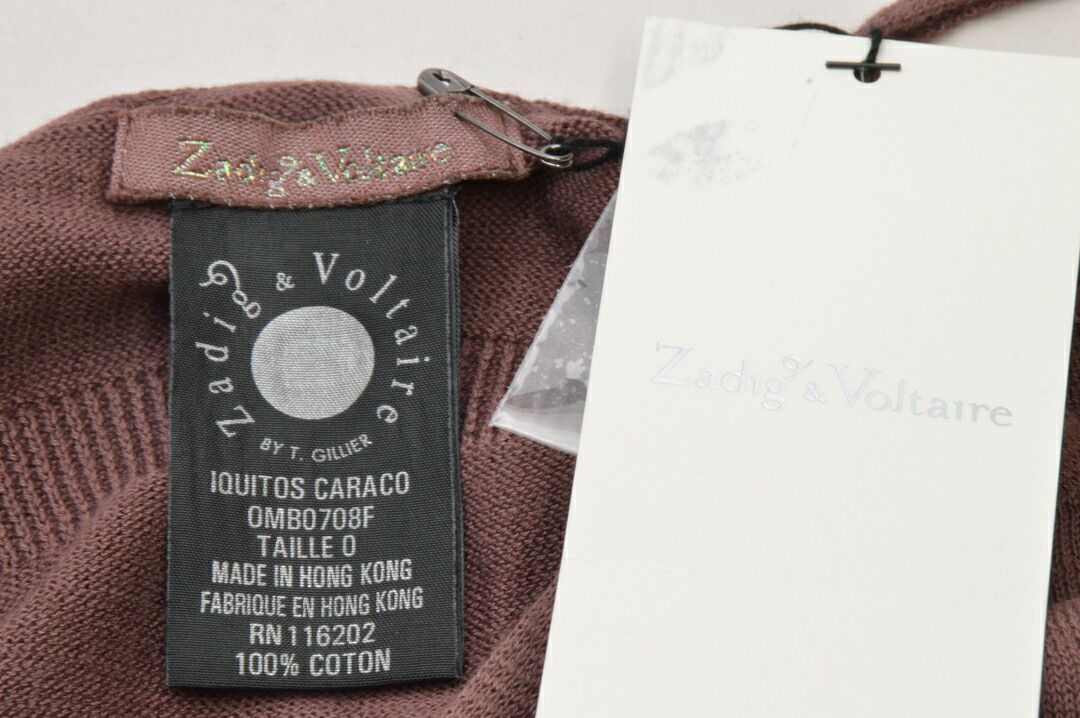 Zadig & Voltaire
Zadig & Voltaire
BY T. GILLIER
IQUITOS CARACO
OMB0708F
TAILLE 0
MADE IN HONG KONG
FABRIQUE EN HONG KONG
RN 116202
100% COTON
Zadig & Voltaire